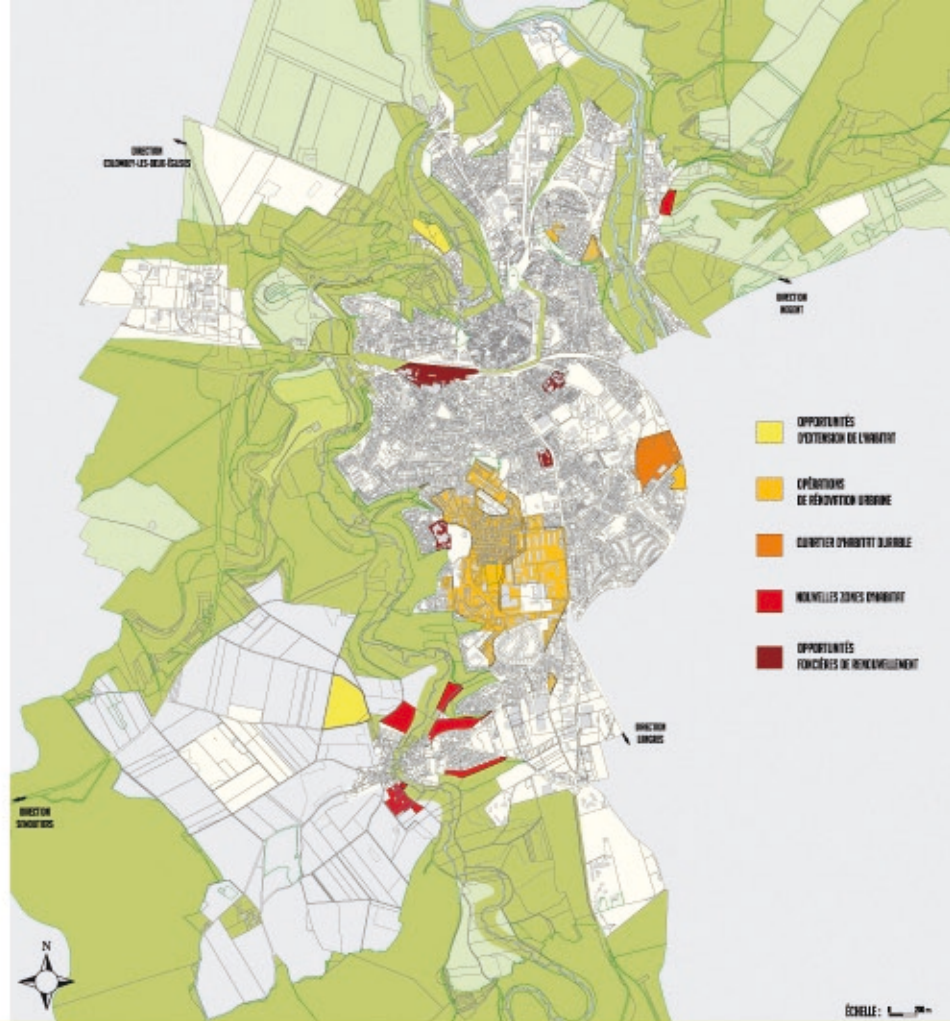 DIRECTION
COLOMBEY-LES-DEUX-ÉGLISES
DIRECTION
NOGENT
OPPORTUNITÉS
D'EXTENSION DE L'HABITAT
OPÉRATIONS
DE RÉNOVATION URBAINE
QUARTIER D'HABITAT DURABLE
NOUVELLES ZONES D'HABITAT
OPPORTUNITÉS
FONCIÈRES DE RENOUVELLEMENT
DIRECTION
LANGRES
DIRECTION
N
ÉCHELLE :